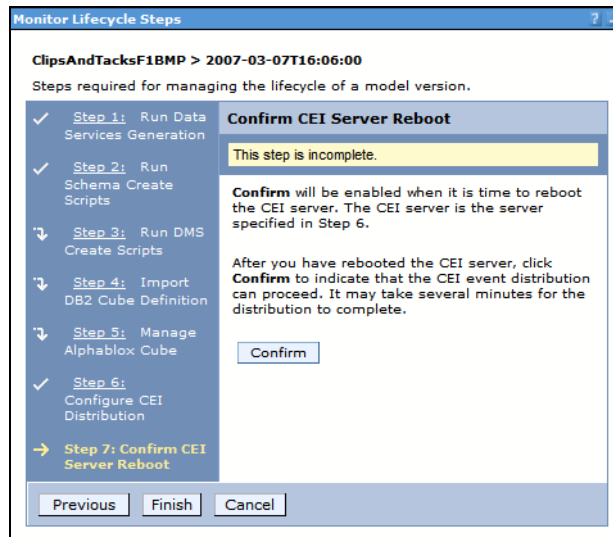 Monitor Lifecycle Steps
?
ClipsAndTacksF1BMP > 2007-03-07T16:06:00
Steps required for managing the lifecycle of a model version.
Step 1: Run Data
Services Generation
Step 2: Run
Schema Create
Scripts
Step 3: Run DMS
Create Scripts
Step 4: Import
DB2 Cube Definition
Step 5: Manage
Alphablox Cube
Step 6:
Configure CEI
Distribution
Step 7: Confirm CEI
Server Reboot
Confirm CEI Server Reboot
This step is incomplete.
Confirm will be enabled when it is time to reboot
the CEI server. The CEI server is the server
specified in Step 6.
After you have rebooted the CEI server, click
Confirm to indicate that the CEI event distribution
can proceed. It may take several minutes for the
distribution to complete.
Confirm
Previous Finish Cancel